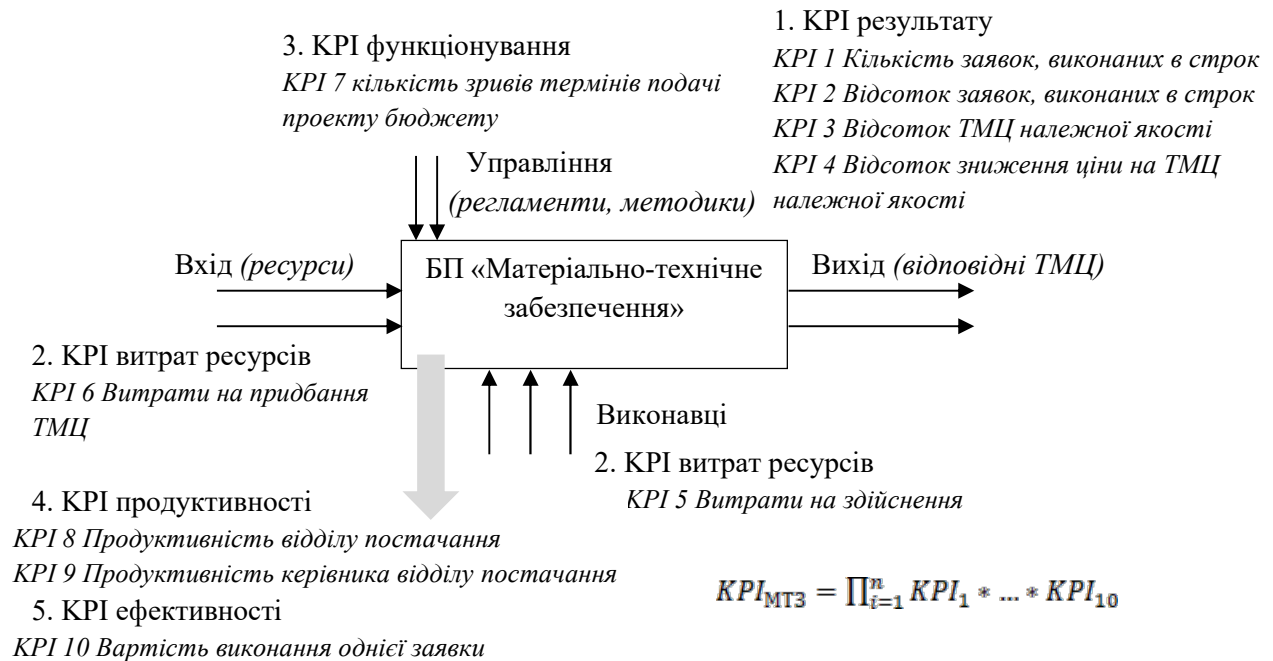 1. KPI результату
KPI 1 Кількість заявок, виконаних в строк
KPI 2 Відсоток заявок, виконаних в строк
KPI 3 Відсоток ТМЦ належної якості
KPI 4 Відсоток зниження ціни на ТМЦ
належної якості
3. KPI функціонування
KPI 7 кількість зривів термінів подачі
проекту бюджету
Управління
(регламенти, методики)
Вхід (ресурси)
БП «Матеріально-технічне
забезпечення»
Вихід (відповідні ТМЦ)
2. KPI витрат ресурсів
KPI 6 Витрати на придбання
ТМЦ
Виконавці
2. KPI витрат ресурсів
KPI 5 Витрати на здійснення
4. KPI продуктивності
KPI 8 Продуктивність відділу постачання
KPI 9 Продуктивність керівника відділу постачання
5. KPI ефективності
KPI 10 Вартість виконання однієї заявки
KPI_МТЗ = ∏_{i=1}^{n} KPI_1 * … * KPI_10